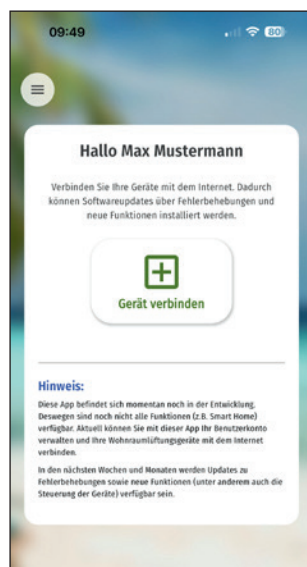 09:49
80
Hallo Max Mustermann
Verbinden Sie Ihre Geräte mit dem Internet. Dadurch
können Softwareupdates über Fehlerbehebungen und
neue Funktionen installiert werden.
Gerät verbinden
Hinweis:
Diese App befindet sich momentan noch in der Entwicklung.
Deswegen sind noch nicht alle Funktionen (z.B. Smart Home)
verfügbar. Aktuell können Sie mit dieser App Ihr Benutzerkonto
verwalten und Ihre Wohnraumlüftungsgeräte mit dem Internet
verbinden.
In den nächsten Wochen und Monaten werden Updates zu
Fehlerbehebungen sowie neue Funktionen (unter anderem auch die
Steuerung der Geräte) verfügbar sein.